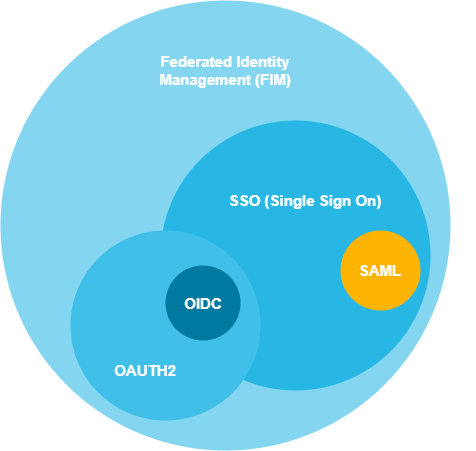 Federated Identity
Management (FIM)
SSO (Single Sign On)
SAML
OIDC
OAUTH2